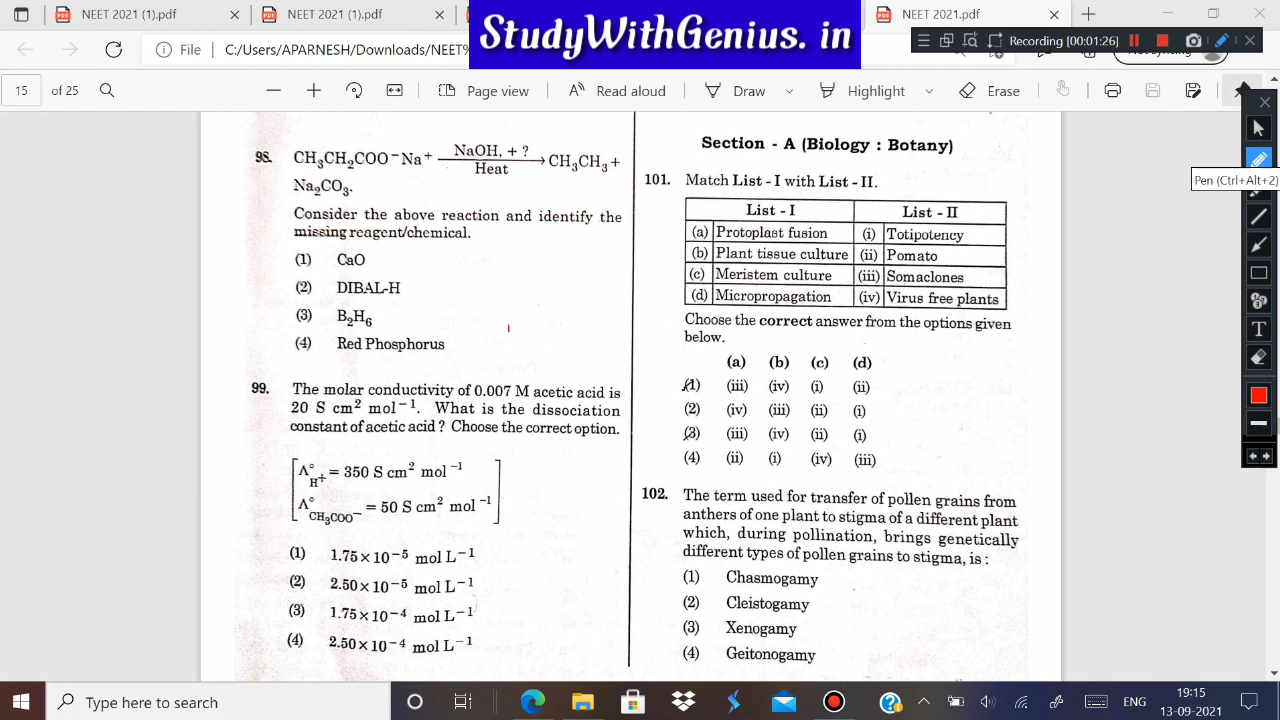 NEET 2021 (1).pdf
NEET 2021 (1).pdf
StudyWithGenius. in
NEET 2021.pdf
File
C:/Users/APARNESH/Downloads/NEET%
Recording [00:01:26]
15 of 25
Page view
Read aloud
Draw
Highlight
Erase
Pen (Ctrl+Alt+2)
98. CH₃CH₂COO⁻Na⁺ NaOH, + ? CH₃CH₃ +
Heat
Na₂CO₃.
Consider the above reaction and identify the
missing reagent/chemical.
(1) CaO
(2) DIBAL-H
(3) B₂H₆
(4) Red Phosphorus
99. The molar conductivity of 0.007 M acetic acid is
20 S cm² mol⁻¹. What is the dissociation
constant of acetic acid ? Choose the correct option.
Λ°H⁺ = 350 S cm² mol⁻¹
Λ°CH₃COO⁻ = 50 S cm² mol⁻¹
(1) 1.75×10⁻⁵ mol L⁻¹
(2) 2.50×10⁻⁵ mol L⁻¹
(3) 1.75×10⁻⁴ mol L⁻¹
(4) 2.50×10⁻⁴ mol L⁻¹
Section - A (Biology : Botany)
101. Match List - I with List - II.
List - I List - II
(a) Protoplast fusion (i) Totipotency
(b) Plant tissue culture (ii) Pomato
(c) Meristem culture (iii) Somaclones
(d) Micropropagation (iv) Virus free plants
Choose the correct answer from the options given
below.
(a) (b) (c) (d)
(1) (iii) (iv) (i) (ii)
(2) (iv) (iii) (ii) (i)
(3) (iii) (iv) (ii) (i)
(4) (ii) (i) (iv) (iii)
102. The term used for transfer of pollen grains from
anthers of one plant to stigma of a different plant
which, during pollination, brings genetically
different types of pollen grains to stigma, is :
(1) Chasmogamy
(2) Cleistogamy
(3) Xenogamy
(4) Geitonogamy
Type here to search
ENG
19:15
13-09-2021